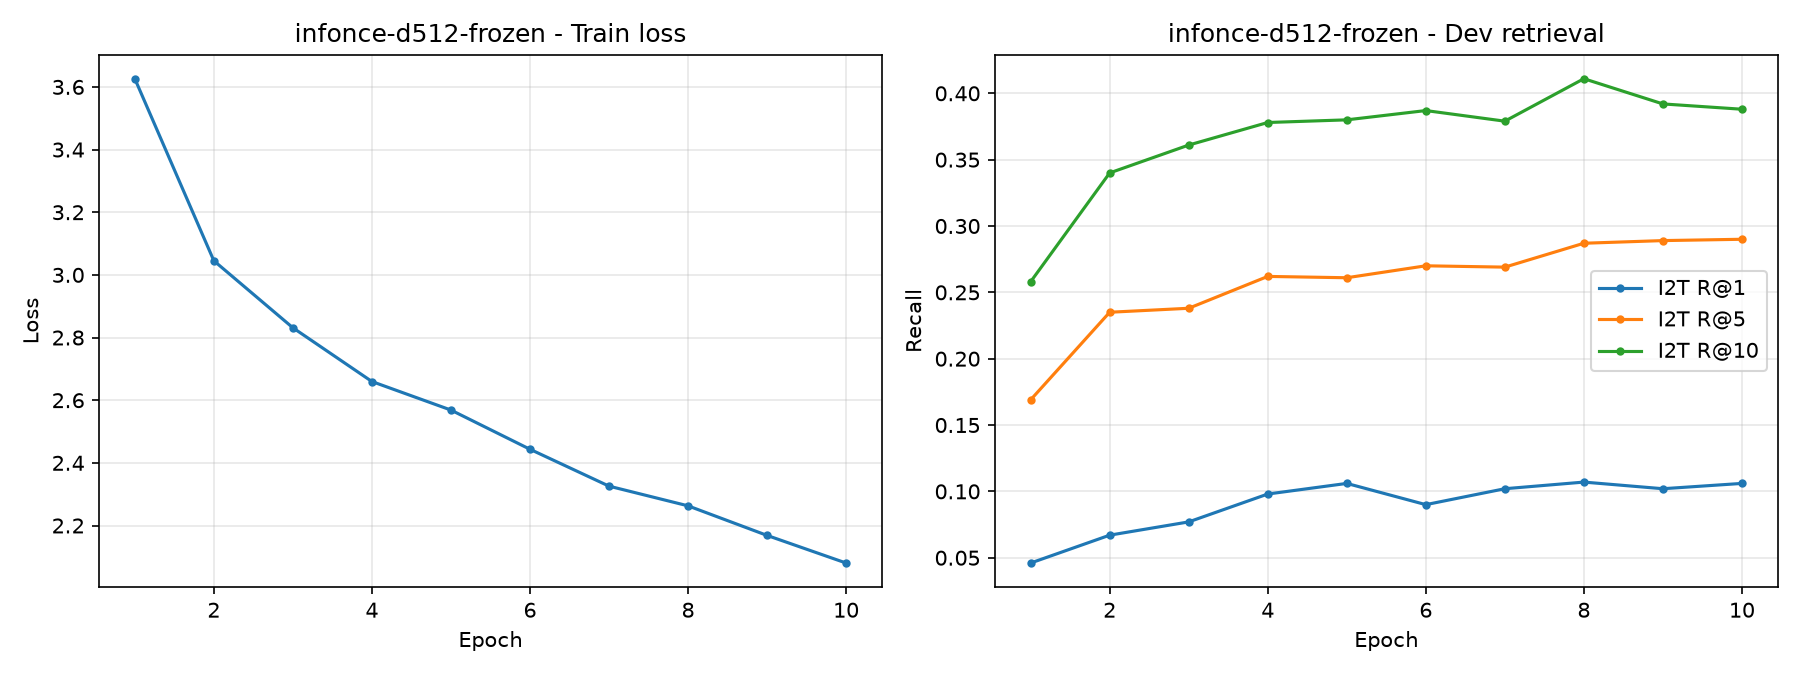 infonce-d512-frozen - Train loss
3.6
3.4
3.2
3.0
2.8
2.6
2.4
2.2
Loss
2
4
6
8
10
Epoch
infonce-d512-frozen - Dev retrieval
0.40
0.35
0.30
0.25
0.20
0.15
0.10
0.05
Recall
I2T R@1
I2T R@5
I2T R@10
2
4
6
8
10
Epoch